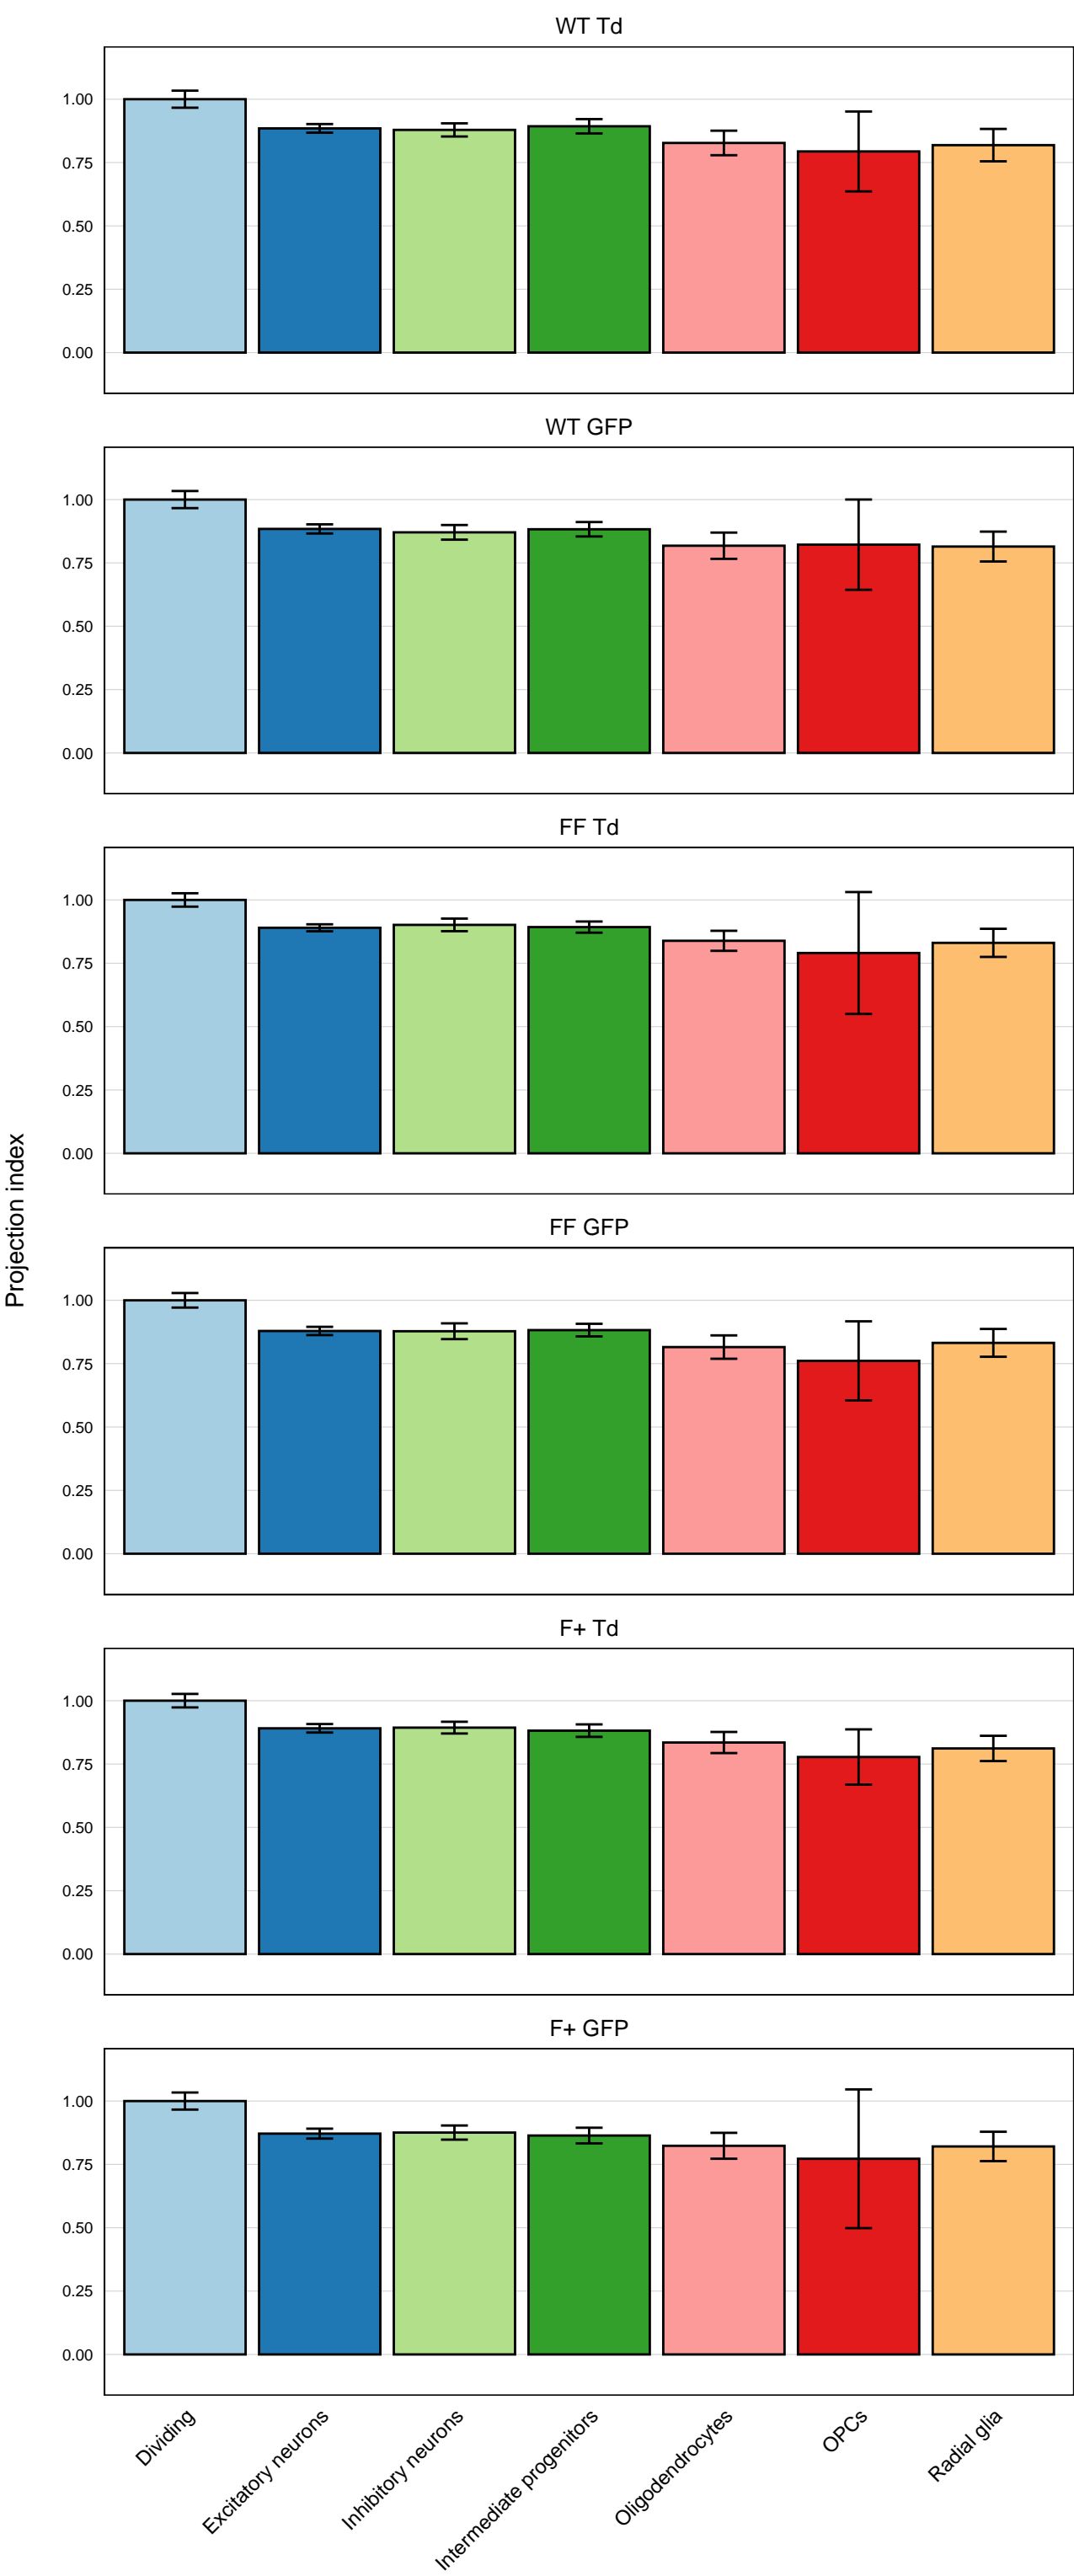 WT Td
1.00
0.75
0.50
0.25
0.00
WT GFP
1.00
0.75
0.50
0.25
0.00
FF Td
1.00
0.75
0.50
0.25
0.00
Projection index
FF GFP
1.00
0.75
0.50
0.25
0.00
F+ Td
1.00
0.75
0.50
0.25
0.00
F+ GFP
1.00
0.75
0.50
0.25
0.00
Dividing
Excitatory neurons
Inhibitory neurons
Intermediate progenitors
Oligodendrocytes
OPCs
Radial glia